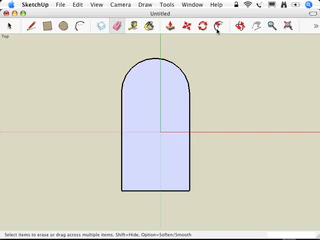 SketchUp File Edit View Camera Draw Tools Window Help
Untitled
Top
Select items to erase or drag across multiple items. Shift=Hide, Option=Soften/Smooth